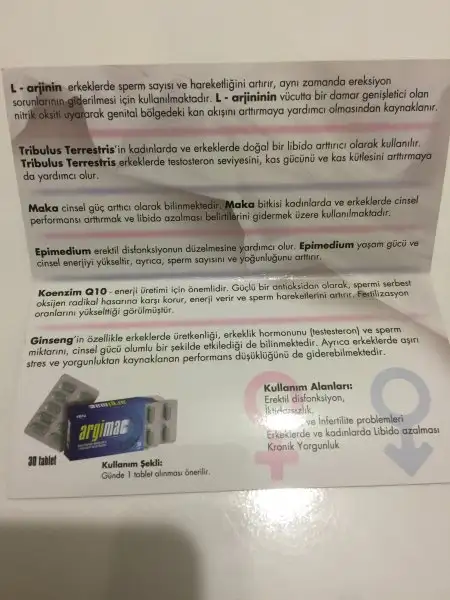 L - arjinin erkeklerde sperm sayısı ve hareketliğini artırır, aynı zamanda ereksiyon
sorunlarının giderilmesi için kullanılmaktadır. L - arjininin vücutta bir damar genişletici olan
nitrik oksiti uyararak genital bölgedeki kan akışını arttırmaya yardımcı olmasından kaynaklanır.
Tribulus Terrestris'in kadınlarda ve erkeklerde doğal bir libido arttırıcı olarak kullanılır.
Tribulus Terrestris erkeklerde testosteron seviyesini, kas gücünü ve kas kütlesini arttırmaya
da yardımcı olur.
Maka cinsel güç arttıcı olarak bilinmektedir. Maka bitkisi kadınlarda ve erkeklerde cinsel
performansı arttırmak ve libido azalması belirtilerini gidermek üzere kullanılmaktadır.
Epimedium erektil disfonksiyonun düzelmesine yardımcı olur. Epimedium yaşam gücü ve
cinsel enerjiyi yükseltir, ayrıca, sperm sayısını ve yoğunluğunu arttırır.
Koenzim Q10 - enerji üretimi için önemlidir. Güçlü bir antioksidan olarak, spermi serbest
oksijen radikal hasarına karşı korur, enerji verir ve sperm hareketlerini artırır. Fertilizasyon
oranlarını yükselttiği görülmüştür.
Ginseng'in özellikle erkeklerde üretkenliği, erkeklik hormonunu (testesteron) ve sperm
miktarını, cinsel gücü olumlu bir şekilde etkilediği de bilinmektedir. Ayrıca erkeklerde aşırı
stres ve yorgunluktan kaynaklanan performans düşüklüğünü de giderebilmektedir.
Kullanım Alanları:
Erektil disfonksiyon,
İktidarsızlık,
ve İnfertilite problemleri
Erkeklerde ve kadınlarda Libido azalması
Kronik Yorgunluk
argimac
argimac
30 tablet
Kullanım Şekli:
Günde 1 tablet alınması önerilir.